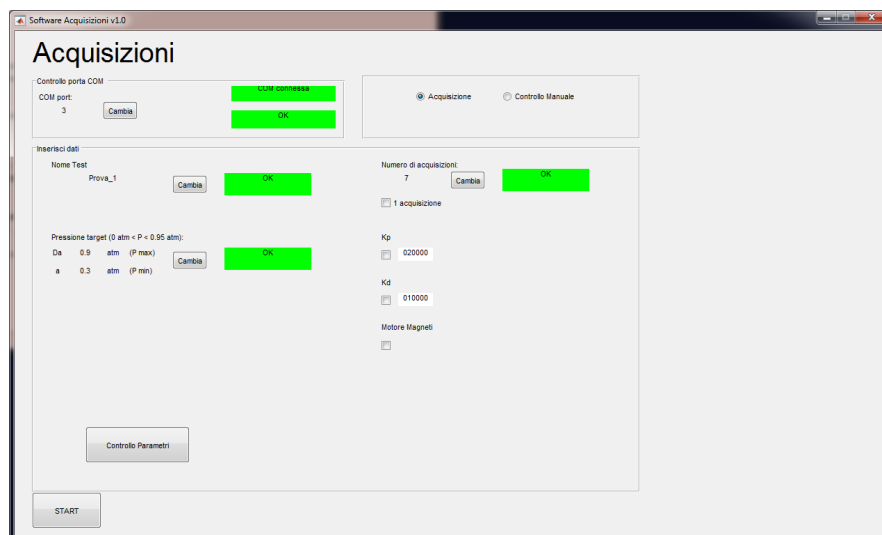 Software Acquisizioni v1.0
Acquisizioni
Controllo porta COM
COM port:
3
Cambia
COM connessa
OK
Acquisizione
Controllo Manuale
Inserisci dati
Nome Test
Prova_1
Cambia
OK
Numero di acquisizioni:
7
Cambia
OK
1 acquisizione
Pressione target (0 atm < P < 0.95 atm):
Da 0.9 atm (P max)
Cambia
OK
a 0.3 atm (P min)
Kp
020000
Kd
010000
Motore Magneti
Controllo Parametri
START